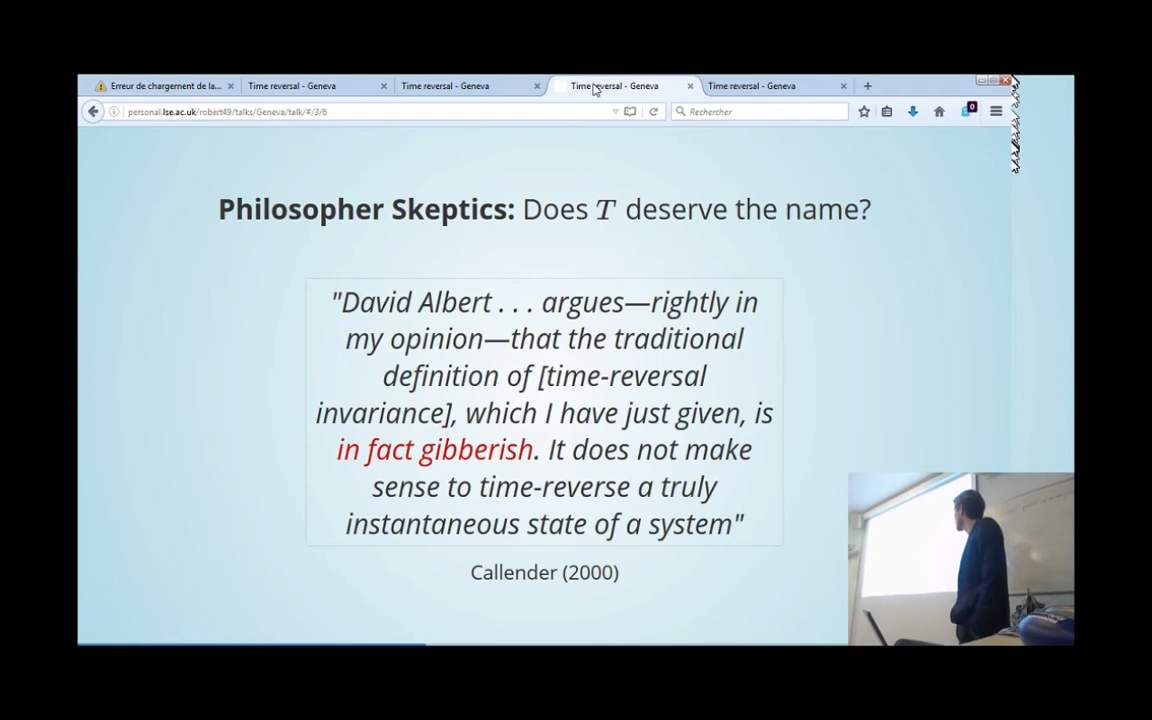 Erreur de chargement de la...
Time reversal - Geneva
Time reversal - Geneva
Time reversal - Geneva
Time reversal - Geneva
personal.lse.ac.uk/robert49/talks/Geneva/talk/#/3/6
Rechercher
0
Philosopher Skeptics: Does T deserve the name?
"David Albert . . . argues—rightly in
my opinion—that the traditional
definition of [time-reversal
invariance], which I have just given, is
in fact gibberish. It does not make
sense to time-reverse a truly
instantaneous state of a system"
Callender (2000)